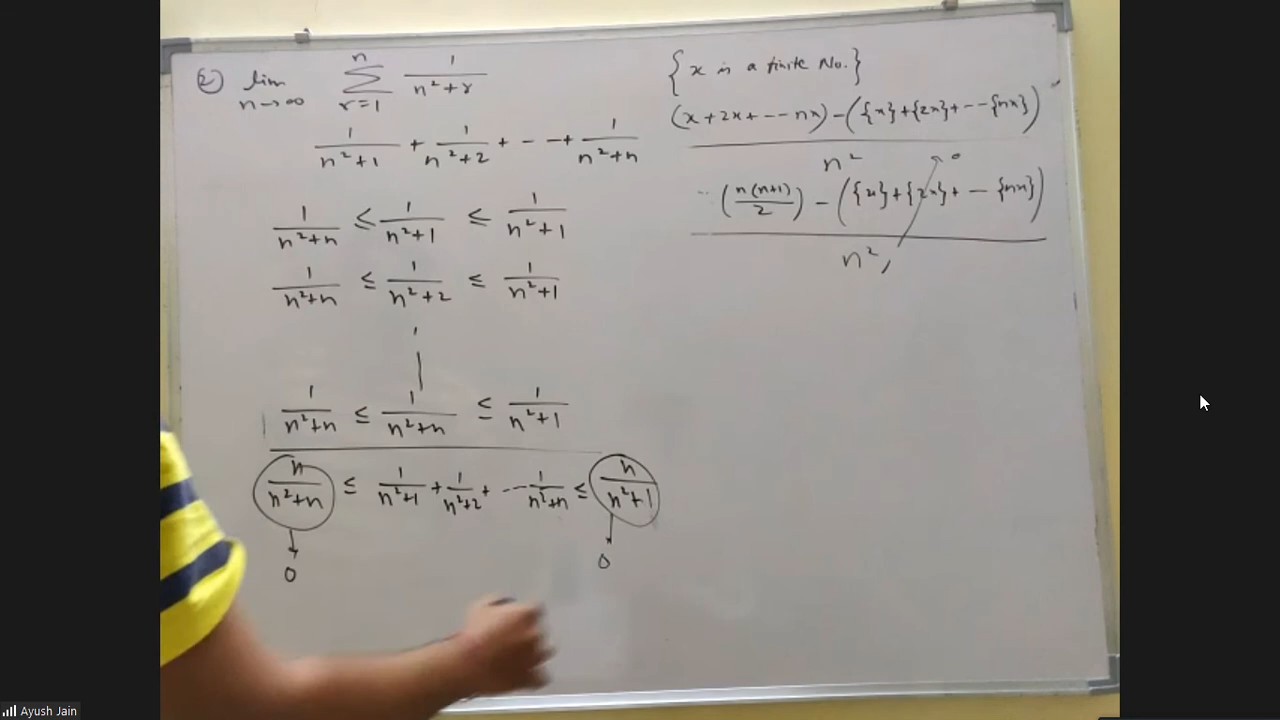 ② lim n→∞ Σ_{r=1}^{n} 1/(n²+r)
1/(n²+1) + 1/(n²+2) + - - + 1/(n²+n)
1/(n²+n) ≤ 1/(n²+1) ≤ 1/(n²+1)
1/(n²+n) ≤ 1/(n²+2) ≤ 1/(n²+1)
1/(n²+n) ≤ 1/(n²+n) ≤ 1/(n²+1)
n/(n²+n) ≤ 1/(n²+1) + 1/(n²+2) + - - - 1/(n²+n) ≤ n/(n²+1)
↓ ↓
0 0
{x is a finite No.}
(x + 2x + - - - nx) - ({x} + {2x} + - - {nx})
n² 0
(n(n+1)/2) - ({x} + {2x} + - {nx})
n²
Ayush Jain